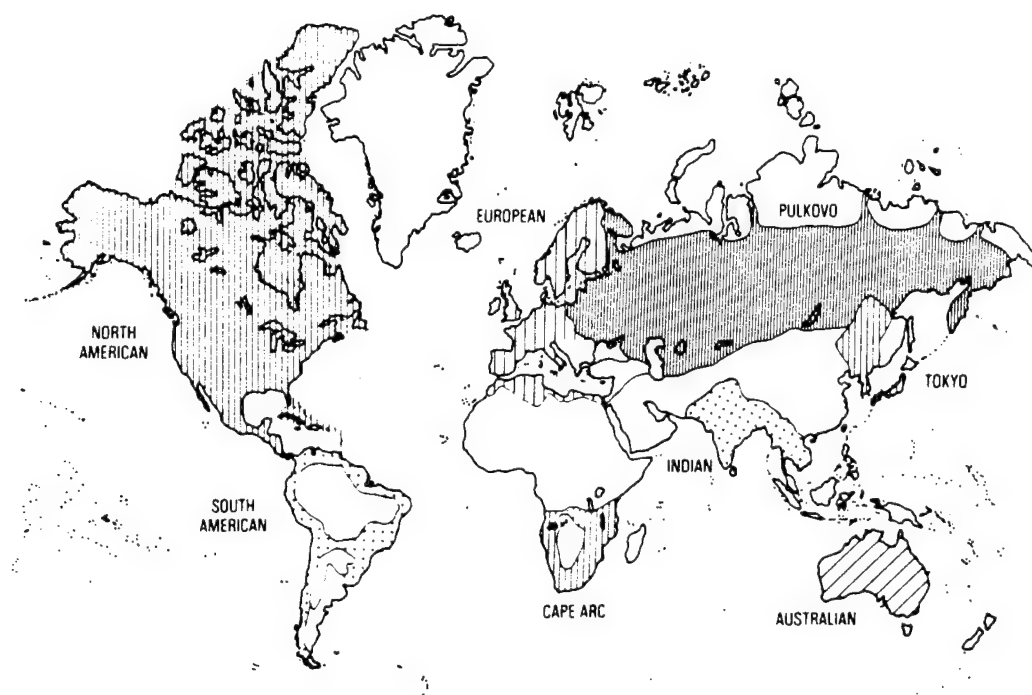 PULKOVO
EUROPEAN
NORTH
AMERICAN
TOKYO
INDIAN
SOUTH
AMERICAN
CAPE ARC
AUSTRALIAN